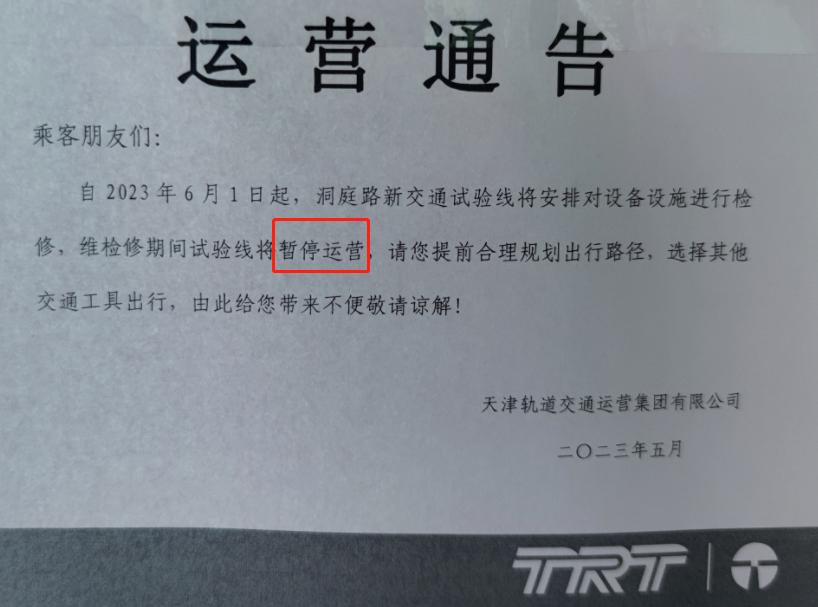 运营通告
乘客朋友们：
自2023年6月1日起，洞庭路新交通试验线将安排对设备设施进行检
修，维检修期间试验线将暂停运营，请您提前合理规划出行路径，选择其他
交通工具出行，由此给您带来不便敬请谅解！
天津轨道交通运营集团有限公司
二〇二三年五月
TRT